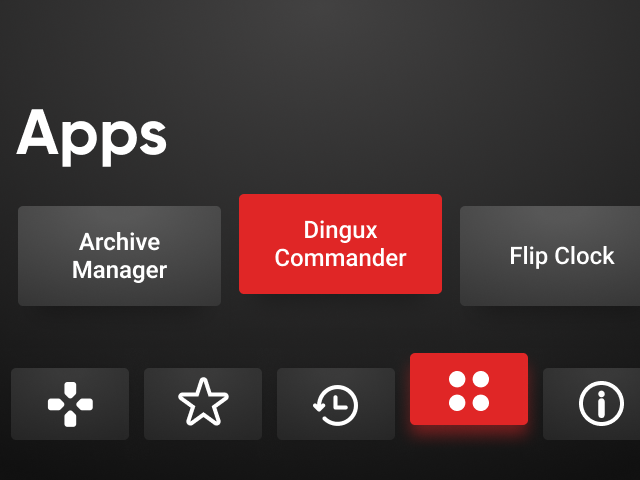 Apps
Archive
Manager
Dingux
Commander
Flip Clock